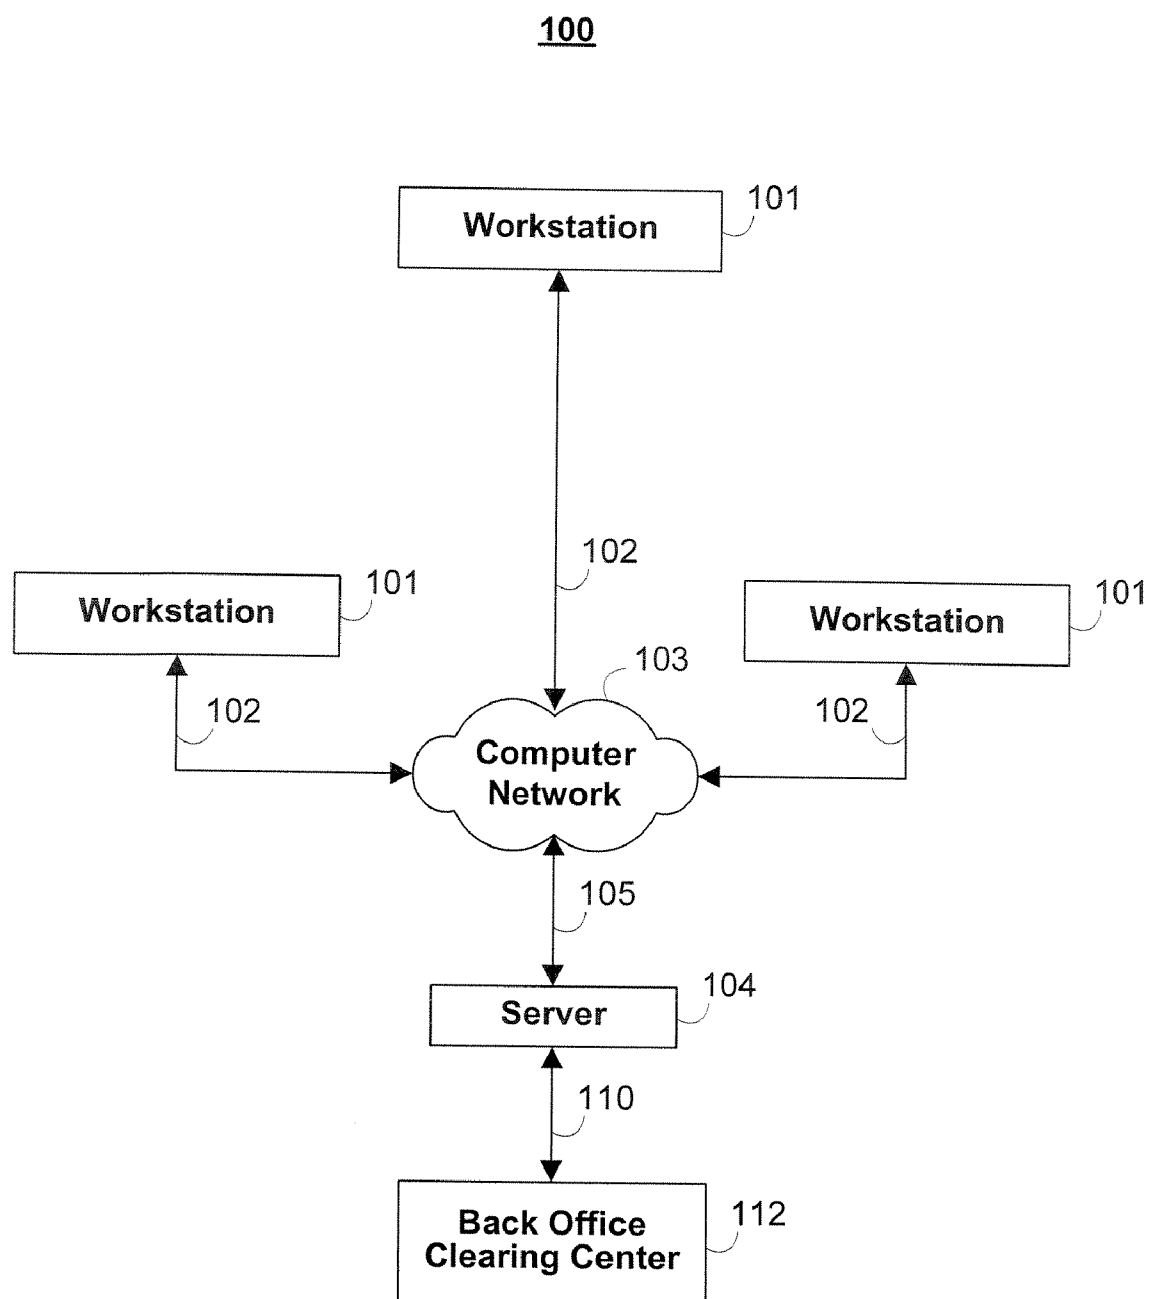 100
Workstation
101
102
Workstation
101
Workstation
101
103
102
102
Computer
Network
105
Server
104
110
Back Office
Clearing Center
112